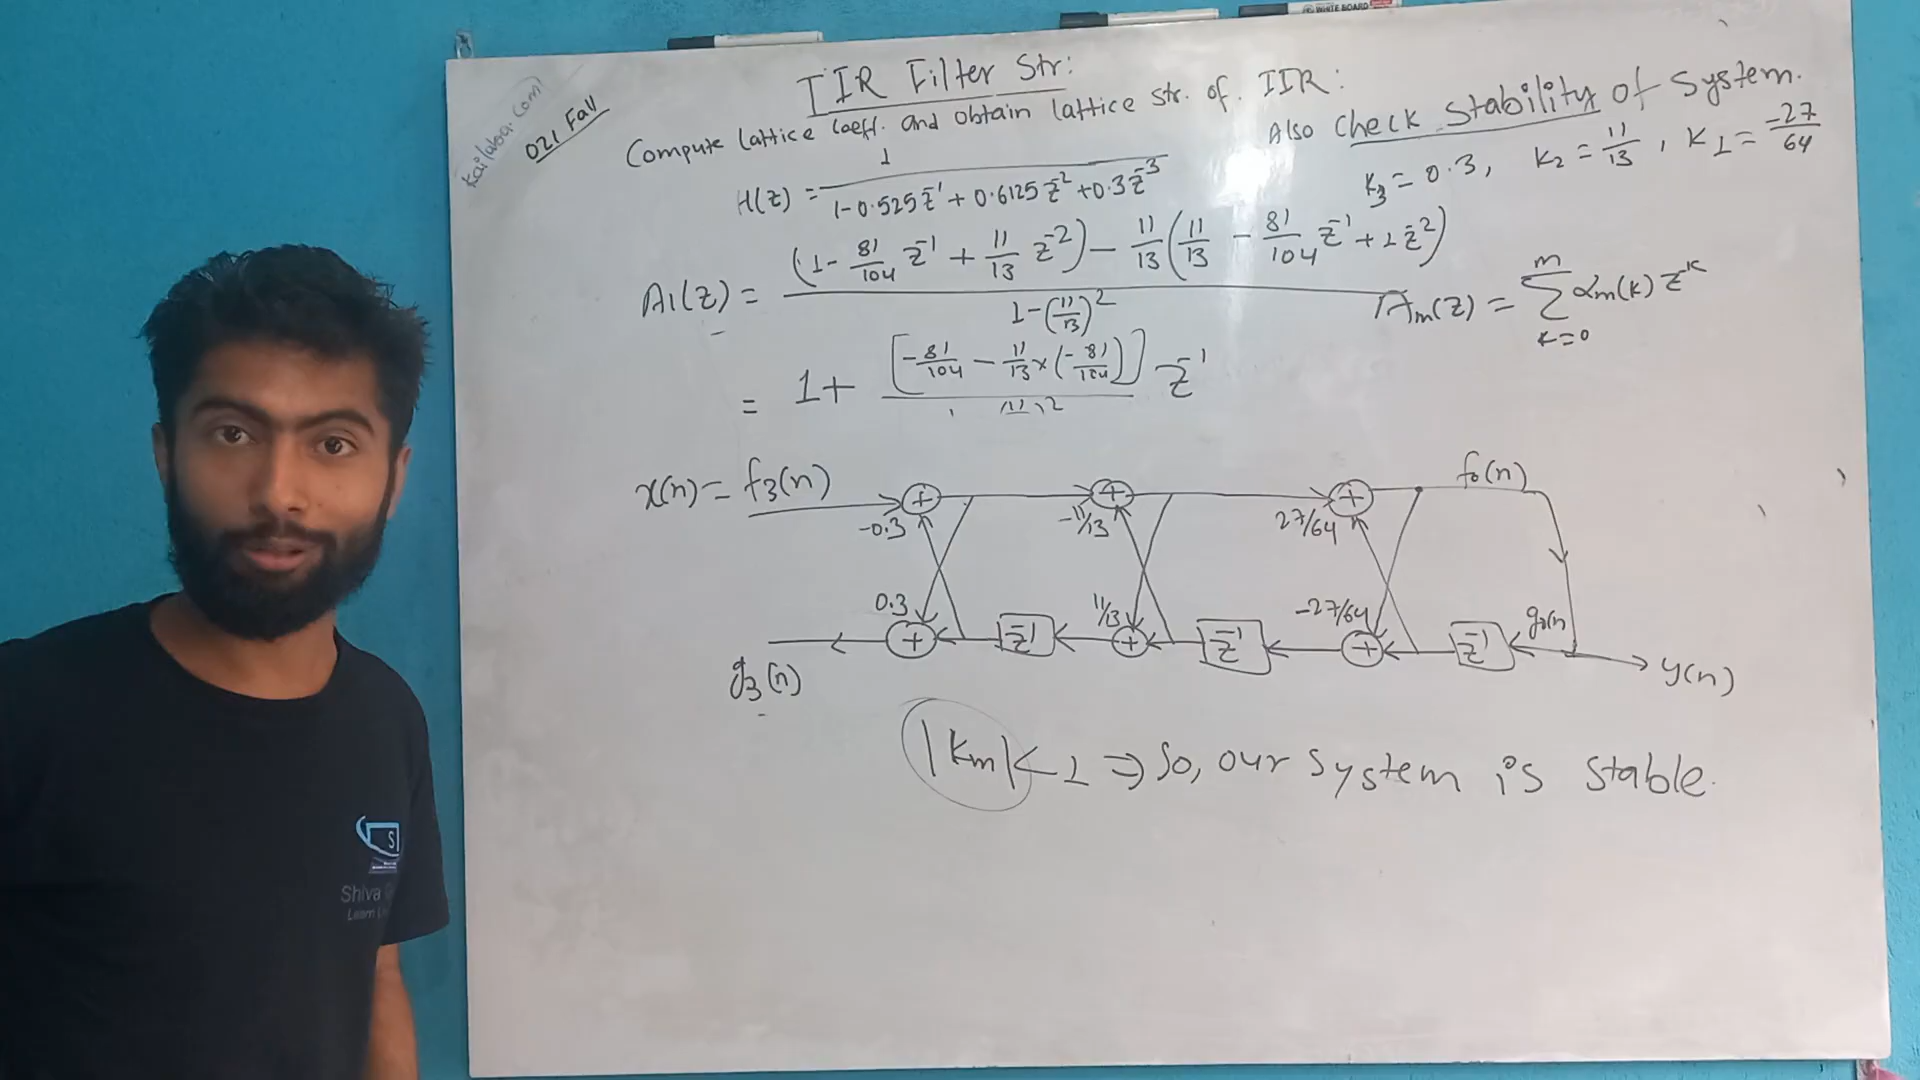 WHITE BOARD
IIR Filter Str:
021 Fall
Compute lattice coeff. and obtain lattice str. of IIR:
Also Check Stability of System.
H(z) = 1 / (1-0.525z^-1 + 0.6125z^-2 + 0.3z^-3)
k3 = 0.3, k2 = 11/13, k1 = -27/64
A1(z) = ((1 - 81/104 z^-1 + 11/13 z^-2) - 11/13 (11/13 - 81/104 z^-1 + 1z^-2)) / (1-(11/13)^2)
Am(z) = Σ_{k=0}^{m} αm(k) z^-k
= 1 + [-81/104 - 11/13 × (-81/104)] z^-1
x(n) = f3(n) + + + f0(n)
-0.3 -11/13 27/64
0.3 11/13 -27/64 g0(n)
+ z^-1 + z^-1 + z^-1
g3(n) y(n)
|km| < 1 => So, our system is stable.
S
Shiva
Learn